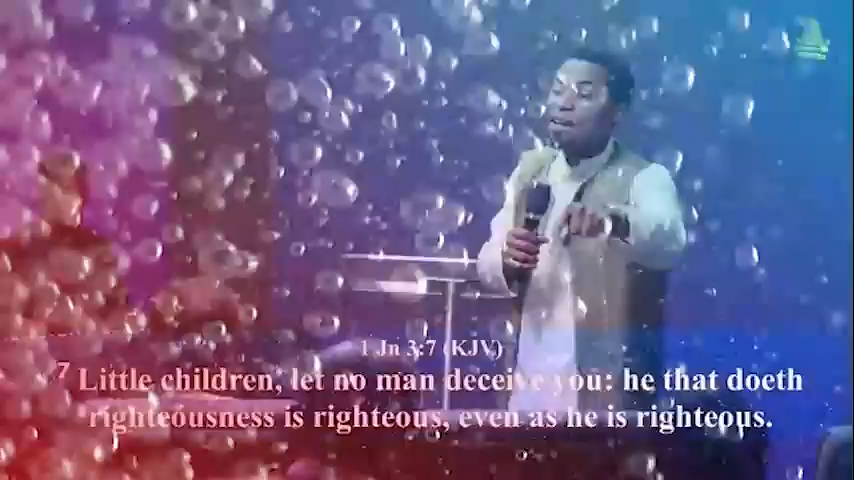 1 Jn 3:7 (KJV)
7 Little children, let no man deceive you: he that doeth
righteousness is righteous, even as he is righteous.